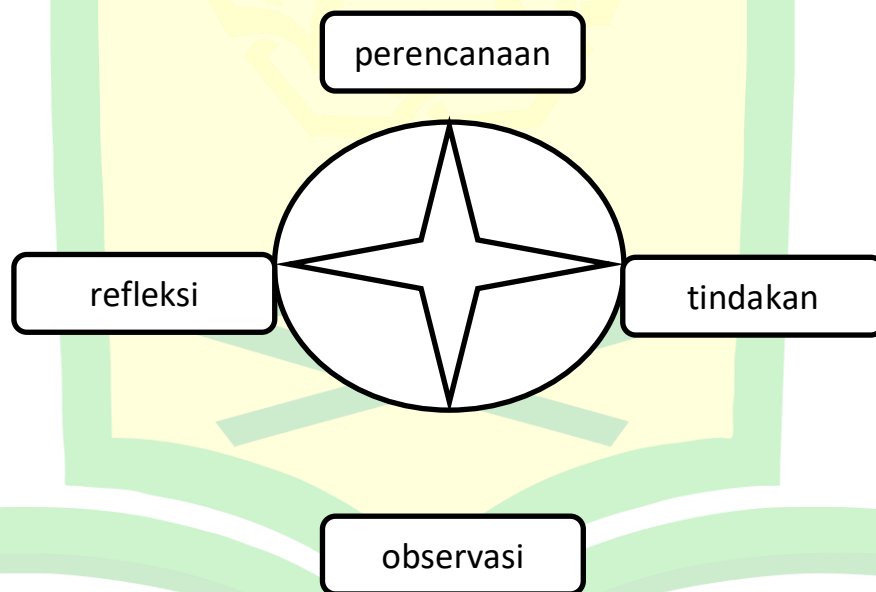 perencanaan
refleksi
tindakan
observasi